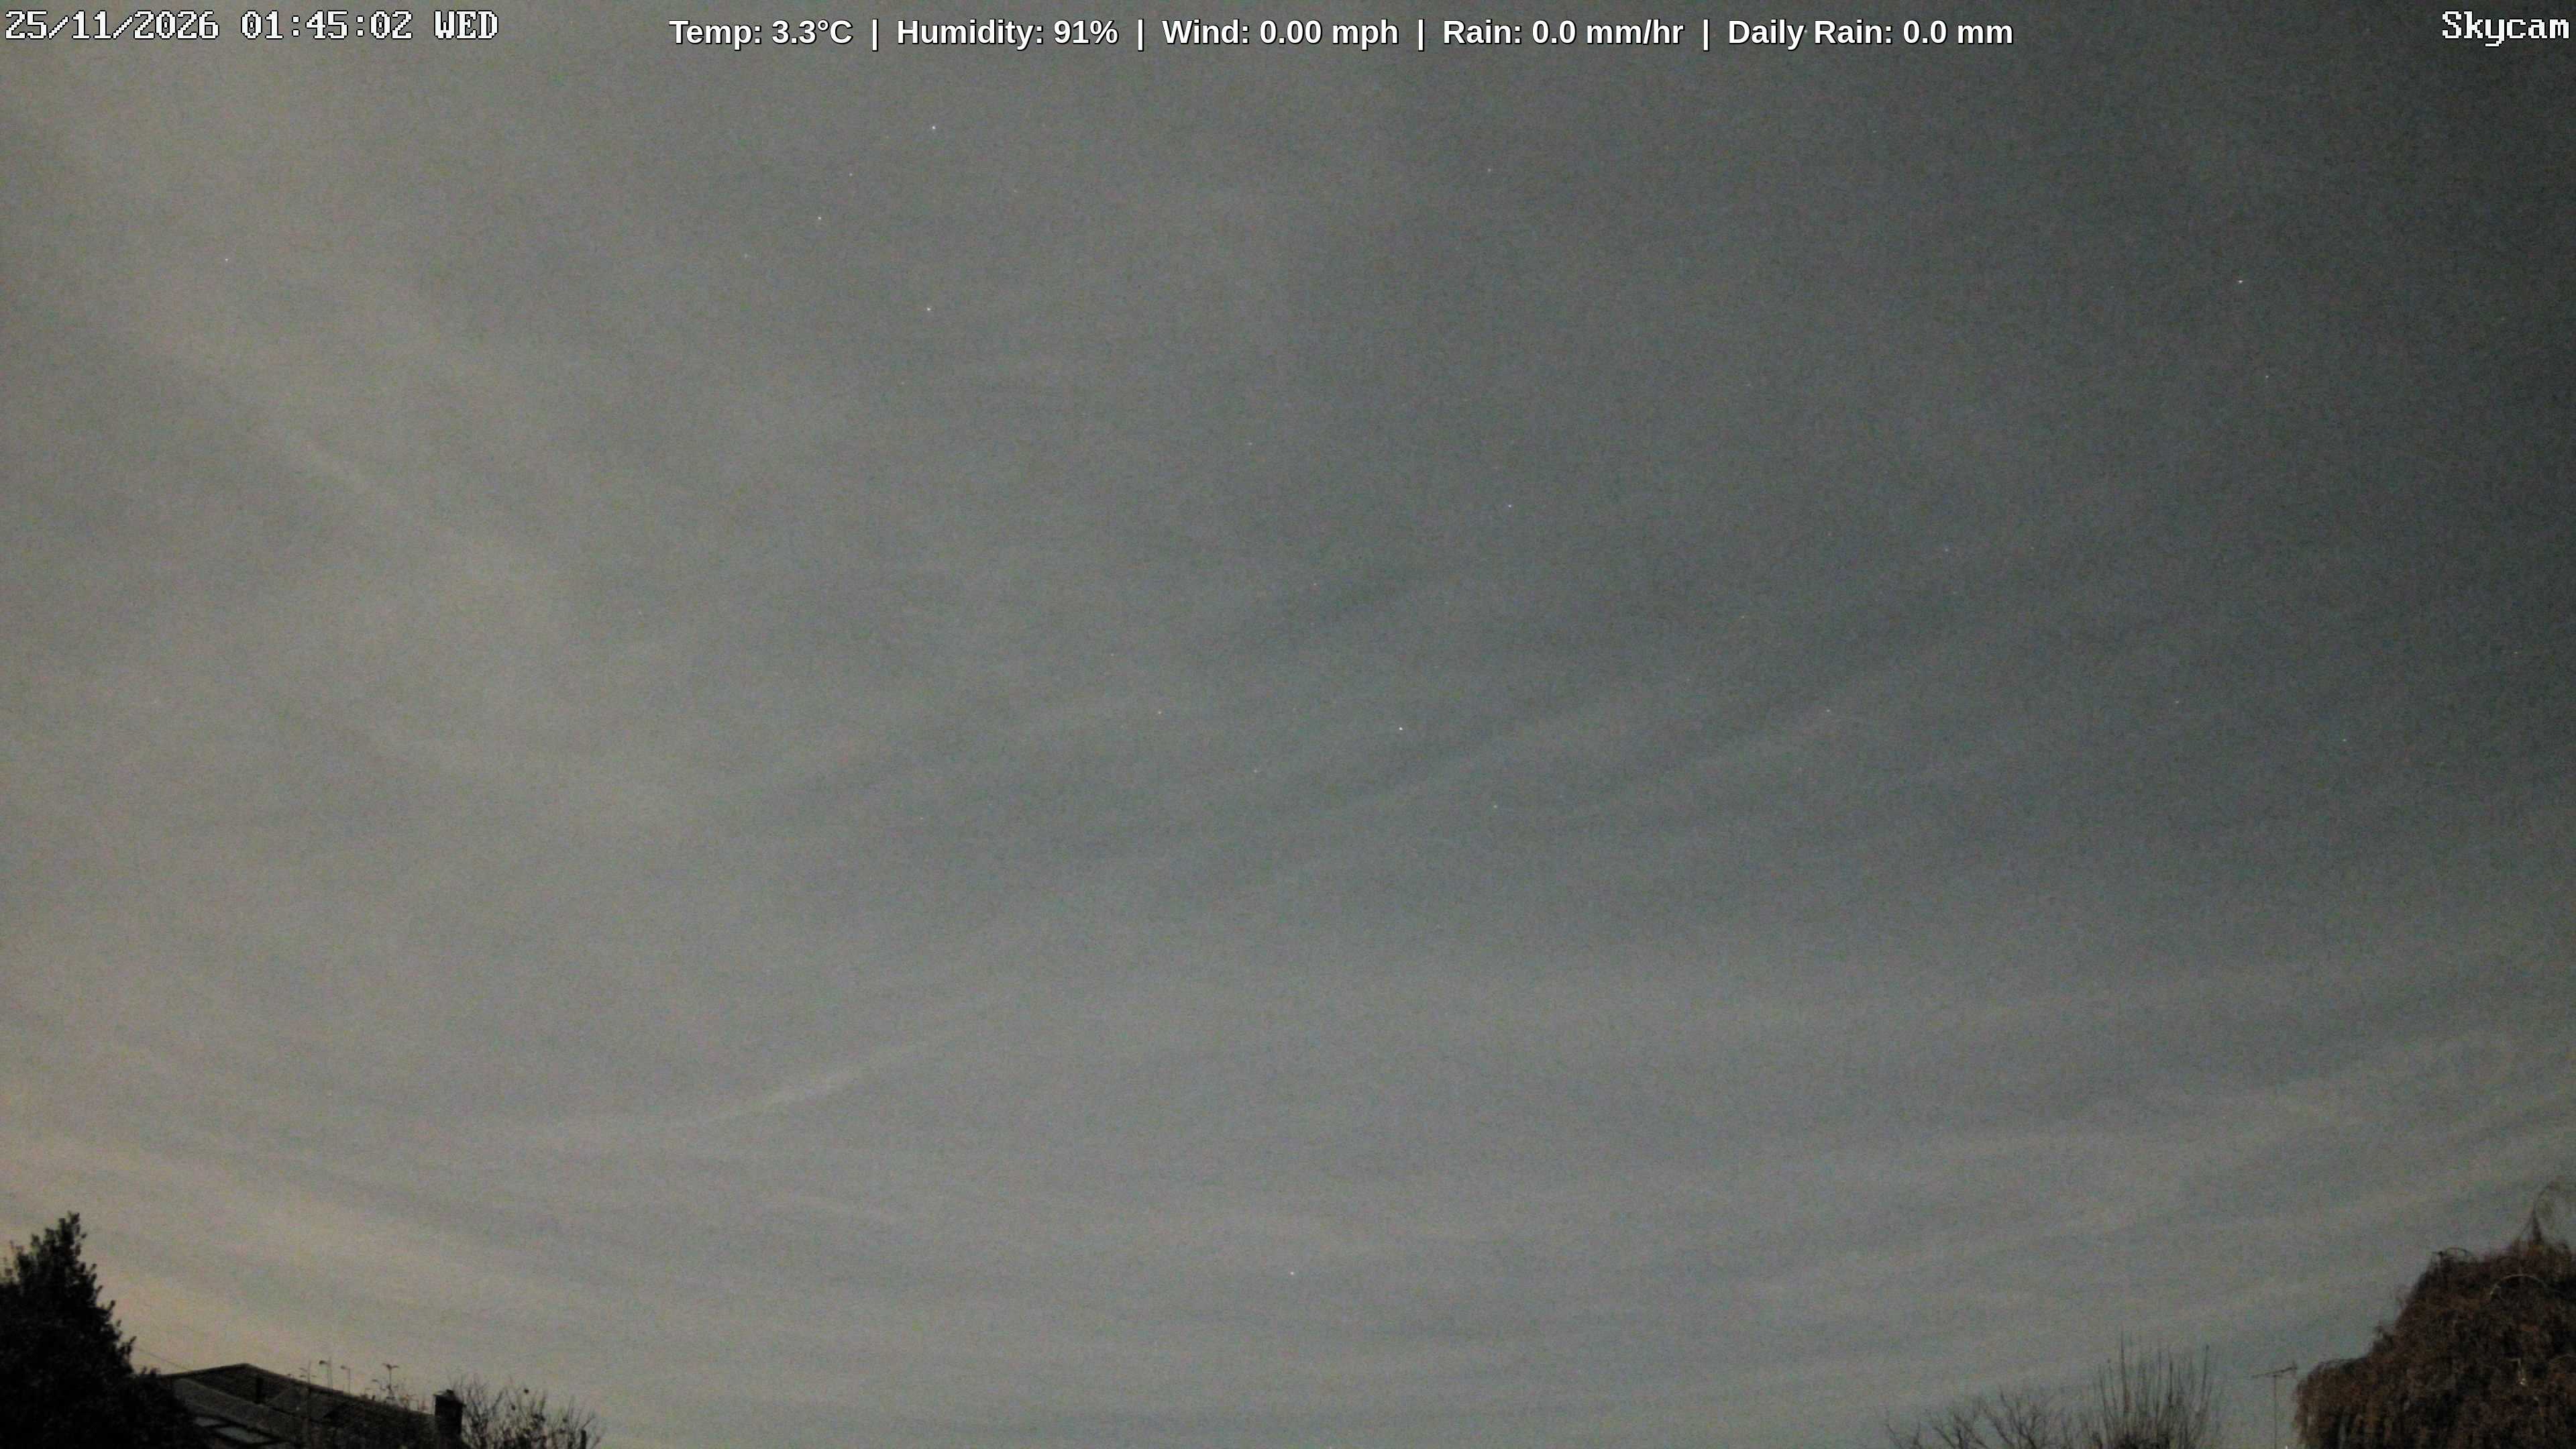 25/11/2026 01:45:02 WED
Temp: 3.3°C | Humidity: 91% | Wind: 0.00 mph | Rain: 0.0 mm/hr | Daily Rain: 0.0 mm
Skycam